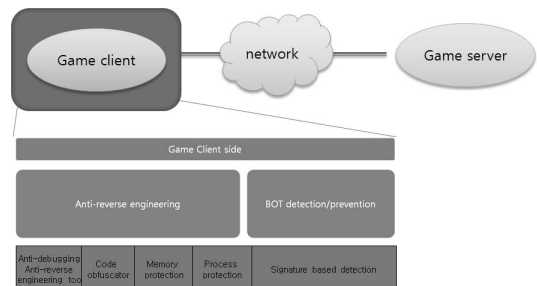 Game client
network
Game server
Game Client side
Anti-reverse engineering
BOT detection/prevention
Anti-debugging
Anti-reverse
engineering too
Code
obfuscator
Memory
protection
Process
protection
Signature based detection